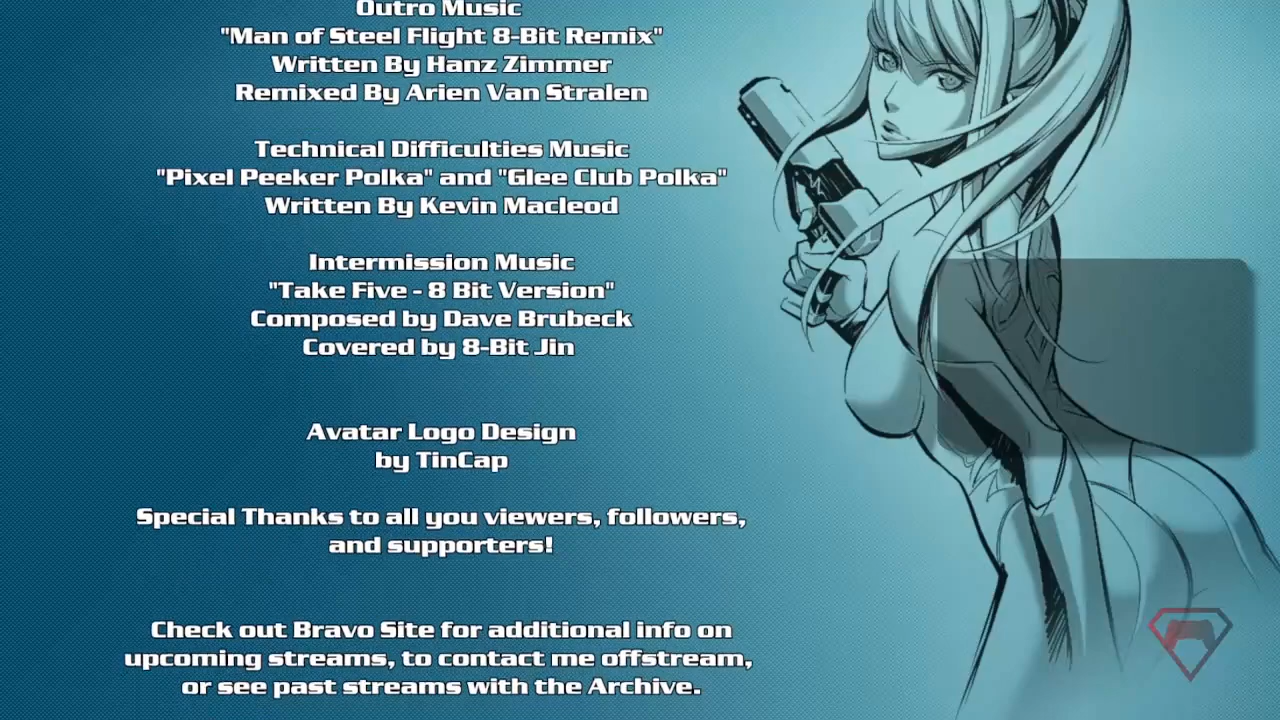 Outro Music
"Man of Steel Flight 8-Bit Remix"
Written By Hanz Zimmer
Remixed By Arien Van Stralen
Technical Difficulties Music
"Pixel Peeker Polka" and "Glee Club Polka"
Written By Kevin Macleod
Intermission Music
"Take Five - 8 Bit Version"
Composed by Dave Brubeck
Covered by 8-Bit Jin
Avatar Logo Design
by TinCap
Special Thanks to all you viewers, followers,
and supporters!
Check out Bravo Site for additional info on
upcoming streams, to contact me offstream,
or see past streams with the Archive.